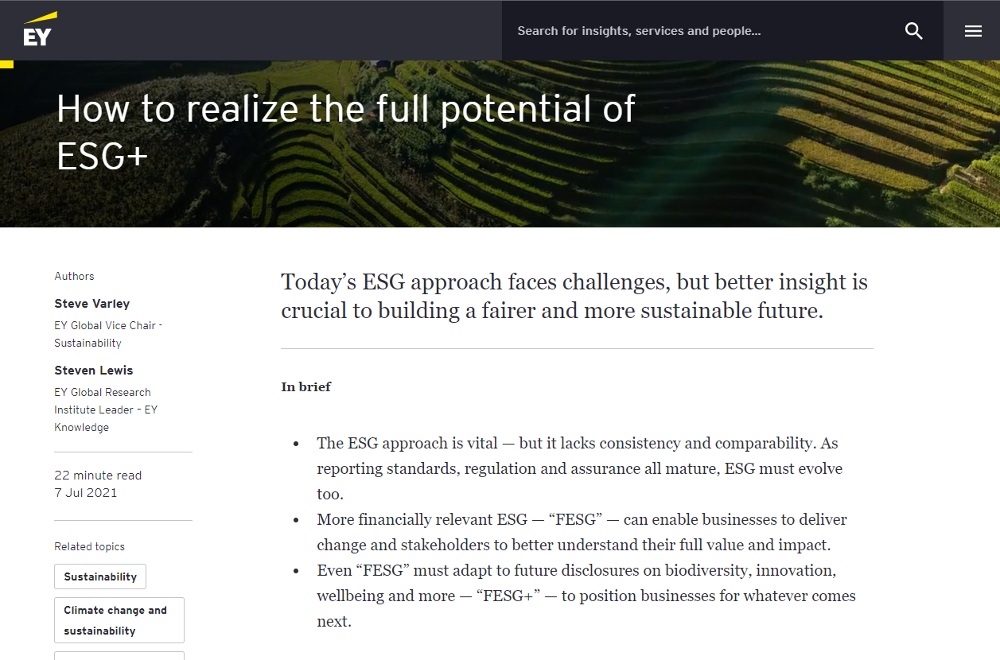 EY
Search for insights, services and people...
How to realize the full potential of
ESG+
Authors
Steve Varley
EY Global Vice Chair -
Sustainability
Steven Lewis
EY Global Research
Institute Leader – EY
Knowledge
22 minute read
7 Jul 2021
Related topics
Sustainability
Climate change and
sustainability
Today’s ESG approach faces challenges, but better insight is
crucial to building a fairer and more sustainable future.
In brief
• The ESG approach is vital — but it lacks consistency and comparability. As
reporting standards, regulation and assurance all mature, ESG must evolve
too.
• More financially relevant ESG — “FESG” — can enable businesses to deliver
change and stakeholders to better understand their full value and impact.
• Even “FESG” must adapt to future disclosures on biodiversity, innovation,
wellbeing and more — “FESG+” — to position businesses for whatever comes
next.